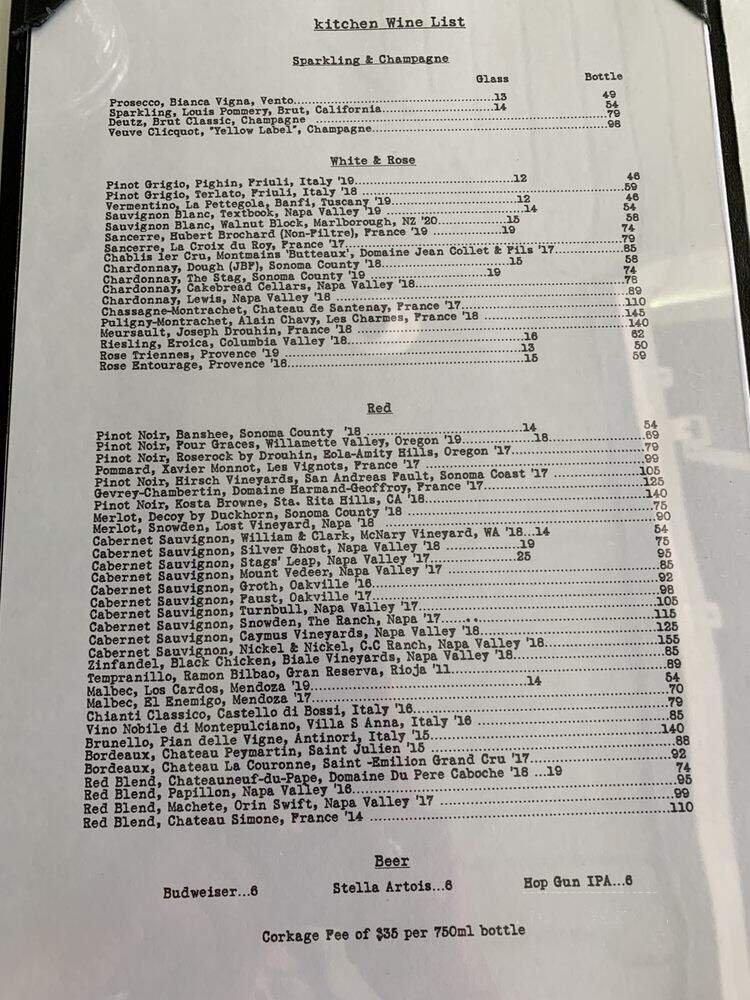 kitchen Wine List
Sparkling & Champagne
Glass Bottle
Prosecco, Bianca Vigna, Vento...13 49
Sparkling, Louis Pommery, Brut, California...14 54
Deutz, Brut Classic, Champagne ...79
Veuve Clicquot, "Yellow Label", Champagne...98
White & Rose
Pinot Grigio, Pighin, Friuli, Italy '19...12 46
Pinot Grigio, Terlato, Friuli, Italy '18 ...59
Vermentino, La Pettegola, Banfi, Tuscany '19...12 46
Sauvignon Blanc, Textbook, Napa Valley '19 ...14 54
Sauvignon Blanc, Walnut Block, Marlborough, NZ '20...15 58
Sancerre, Hubert Brochard (Non-Filtre), France '19 ...19 74
Sancerre, La Croix du Roy, France '17...79
Chablis 1er Cru, Montmains 'Butteaux', Domaine Jean Collet & Fils '17...85
Chardonnay, Dough (JBF), Sonoma County '18...15 58
Chardonnay, The Stag, Sonoma County '19 ...19 74
Chardonnay, Cakebread Cellars, Napa Valley '18...78
Chardonnay, Lewis, Napa Valley '18 ...89
Chassagne-Montrachet, Chateau de Santenay, France '17...110
Puligny-Montrachet, Alain Chavy, Les Charmes, France '18 ...145
Meursault, Joseph Drouhin, France '18 ...140
Riesling, Eroica, Columbia Valley '18...16 62
Rose Triennes, Provence '19 ...13 50
Rose Entourage, Provence '18...15 59
Red
Pinot Noir, Banshee, Sonoma County '18 ...14 54
Pinot Noir, Four Graces, Willamette Valley, Oregon '19...18...69
Pinot Noir, Roserock by Drouhin, Eola-Amity Hills, Oregon '17...79
Pommard, Xavier Monnot, Les Vignots, France '17 ...99
Pinot Noir, Hirsch Vineyards, San Andreas Fault, Sonoma Coast '17 ...105
Gevrey-Chambertin, Domaine Harmand-Geoffroy, France '17...125
Pinot Noir, Kosta Browne, Sta. Rita Hills, CA '18...140
Merlot, Decoy by Duckhorn, Sonoma County '18 ...75
Merlot, Snowden, Lost Vineyard, Napa '18 ...90
Cabernet Sauvignon, William & Clark, McNary Vineyard, WA '18...14 54
Cabernet Sauvignon, Silver Ghost, Napa Valley '18 ...19 75
Cabernet Sauvignon, Stags' Leap, Napa Valley '17...25 95
Cabernet Sauvignon, Mount Vedeer, Napa Valley '17 ...85
Cabernet Sauvignon, Groth, Oakville '16...92
Cabernet Sauvignon, Faust, Oakville '17...98
Cabernet Sauvignon, Turnbull, Napa Valley '17...105
Cabernet Sauvignon, Snowden, The Ranch, Napa '17...115
Cabernet Sauvignon, Caymus Vineyards, Napa Valley '18...125
Cabernet Sauvignon, Nickel & Nickel, C.C Ranch, Napa Valley '18...155
Zinfandel, Black Chicken, Biale Vineyards, Napa Valley '18...85
Tempranillo, Ramon Bilbao, Gran Reserva, Rioja '11...89
Malbec, Los Cardos, Mendoza '19...14 54
Malbec, El Enemigo, Mendoza '17...70
Chianti Classico, Castello di Bossi, Italy '16...79
Vino Nobile di Montepulciano, Villa S Anna, Italy '16 ...85
Brunello, Pian delle Vigne, Antinori, Italy '15...140
Bordeaux, Chateau Peymartin, Saint Julien '15 ...88
Bordeaux, Chateau La Couronne, Saint -Emilion Grand Cru '17...92
Red Blend, Chateauneuf-du-Pape, Domaine Du Pere Caboche '18 ...19 74
Red Blend, Papillon, Napa Valley '16...95
Red Blend, Machete, Orin Swift, Napa Valley '17 ...99
Red Blend, Chateau Simone, France '14 ...110
Beer
Budweiser...6 Stella Artois...6 Hop Gun IPA...6
Corkage Fee of $35 per 750ml bottle